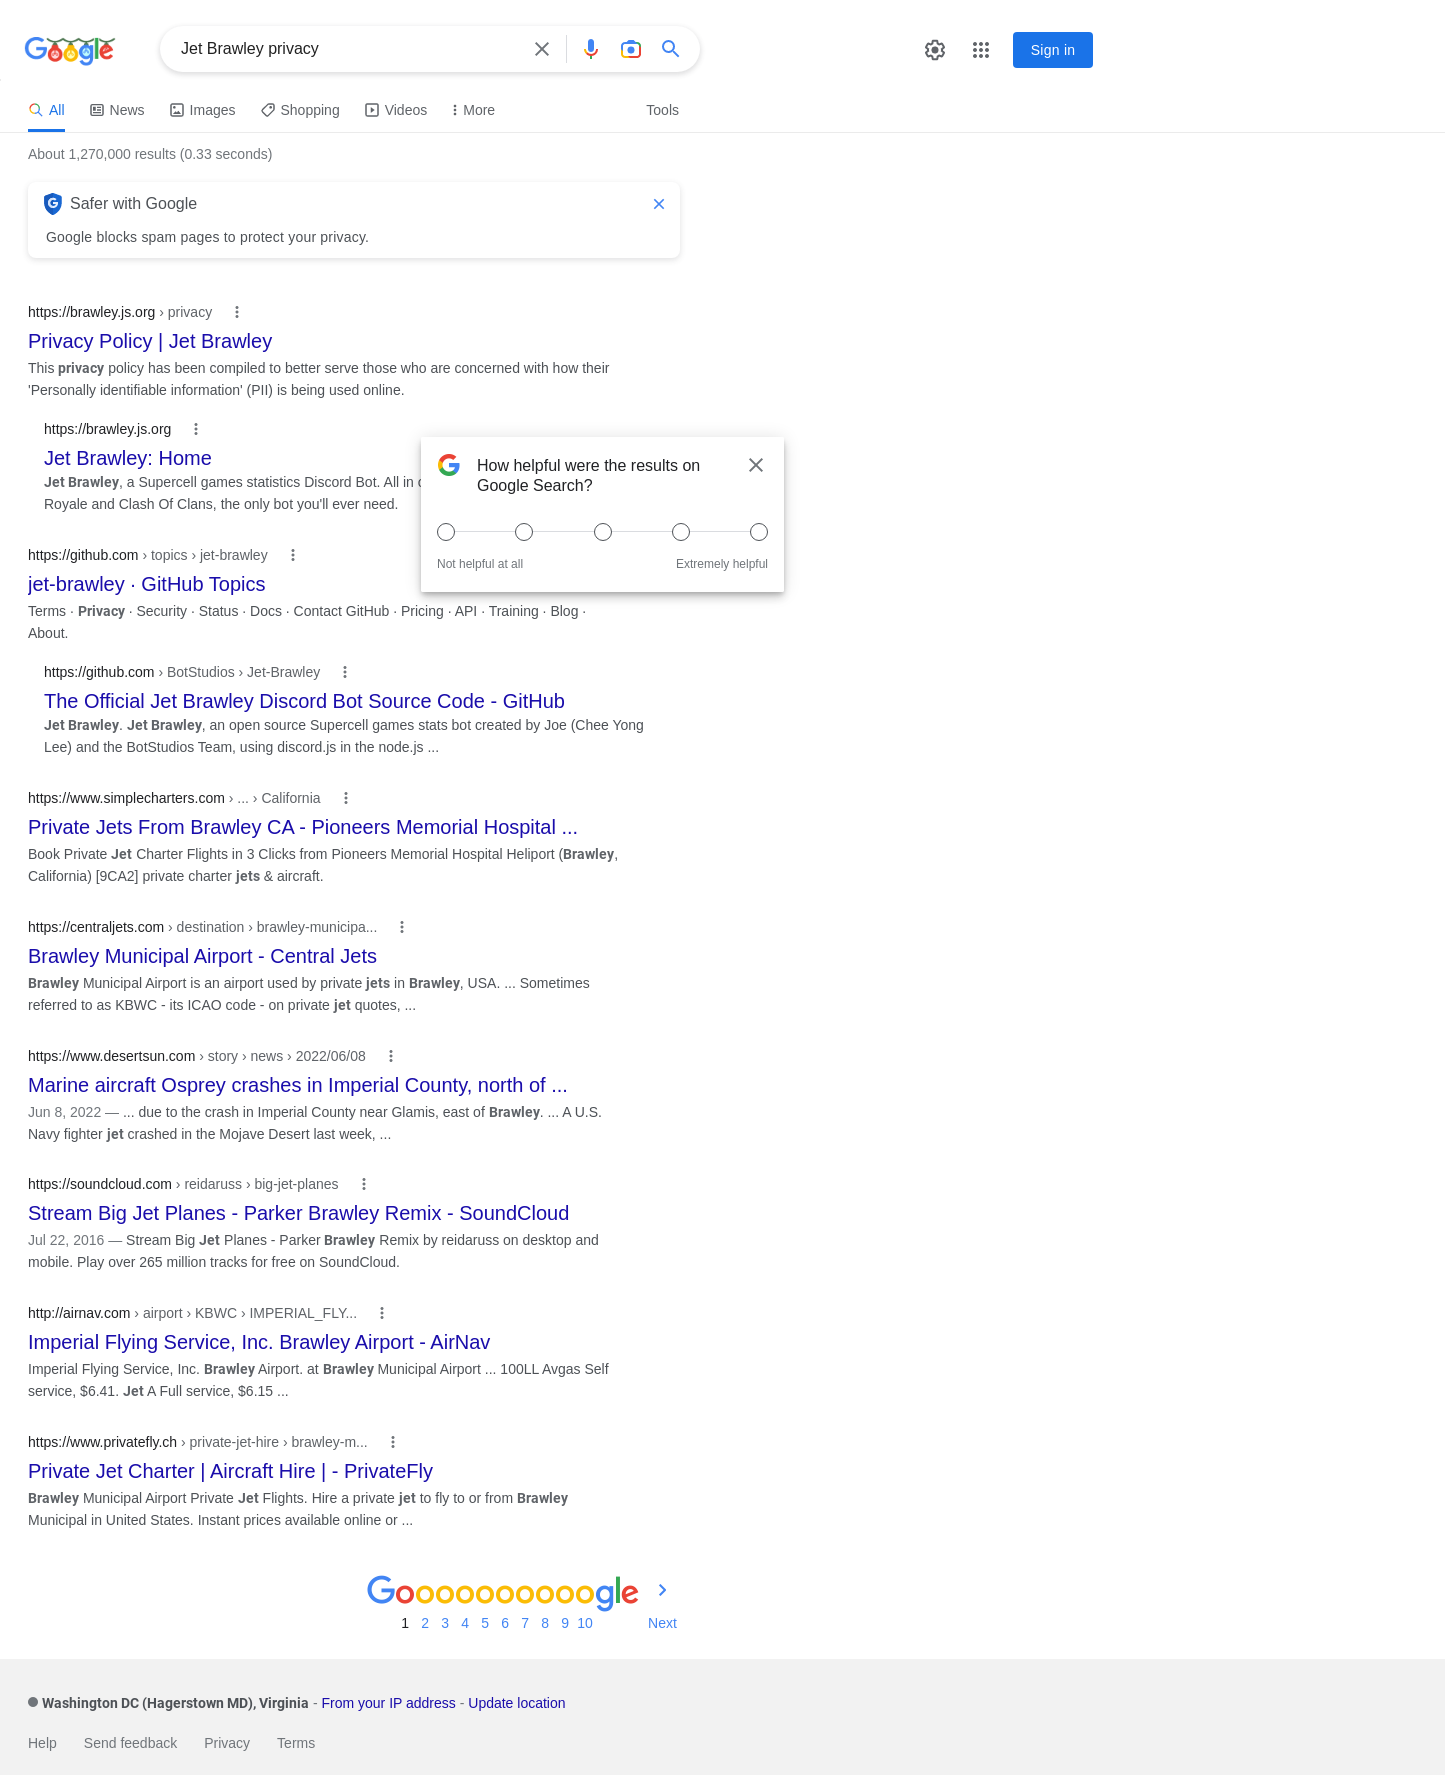 Google
Jet Brawley privacy
Sign in
All News Images Shopping Videos More Tools
About 1,270,000 results (0.33 seconds)
Safer with Google
Google blocks spam pages to protect your privacy.
https://brawley.js.org › privacy
Privacy Policy | Jet Brawley
This privacy policy has been compiled to better serve those who are concerned with how their
'Personally identifiable information' (PII) is being used online.
https://brawley.js.org
Jet Brawley: Home
Jet Brawley, a Supercell games statistics Discord Bot. All in
Royale and Clash Of Clans, the only bot you'll ever need.
How helpful were the results on
Google Search?
Not helpful at all Extremely helpful
https://github.com › topics › jet-brawley
jet-brawley · GitHub Topics
Terms · Privacy · Security · Status · Docs · Contact GitHub · Pricing · API · Training · Blog ·
About.
https://github.com › BotStudios › Jet-Brawley
The Official Jet Brawley Discord Bot Source Code - GitHub
Jet Brawley. Jet Brawley, an open source Supercell games stats bot created by Joe (Chee Yong
Lee) and the BotStudios Team, using discord.js in the node.js ...
https://www.simplecharters.com › ... › California
Private Jets From Brawley CA - Pioneers Memorial Hospital ...
Book Private Jet Charter Flights in 3 Clicks from Pioneers Memorial Hospital Heliport (Brawley,
California) [9CA2] private charter jets & aircraft.
https://centraljets.com › destination › brawley-municipa...
Brawley Municipal Airport - Central Jets
Brawley Municipal Airport is an airport used by private jets in Brawley, USA. ... Sometimes
referred to as KBWC - its ICAO code - on private jet quotes, ...
https://www.desertsun.com › story › news › 2022/06/08
Marine aircraft Osprey crashes in Imperial County, north of ...
Jun 8, 2022 — ... due to the crash in Imperial County near Glamis, east of Brawley. ... A U.S.
Navy fighter jet crashed in the Mojave Desert last week, ...
https://soundcloud.com › reidaruss › big-jet-planes
Stream Big Jet Planes - Parker Brawley Remix - SoundCloud
Jul 22, 2016 — Stream Big Jet Planes - Parker Brawley Remix by reidaruss on desktop and
mobile. Play over 265 million tracks for free on SoundCloud.
http://airnav.com › airport › KBWC › IMPERIAL_FLY...
Imperial Flying Service, Inc. Brawley Airport - AirNav
Imperial Flying Service, Inc. Brawley Airport. at Brawley Municipal Airport ... 100LL Avgas Self
service, $6.41. Jet A Full service, $6.15 ...
https://www.privatefly.ch › private-jet-hire › brawley-m...
Private Jet Charter | Aircraft Hire | - PrivateFly
Brawley Municipal Airport Private Jet Flights. Hire a private jet to fly to or from Brawley
Municipal in United States. Instant prices available online or ...
Goooooooooogle
1 2 3 4 5 6 7 8 9 10 Next
Washington DC (Hagerstown MD), Virginia - From your IP address - Update location
Help Send feedback Privacy Terms